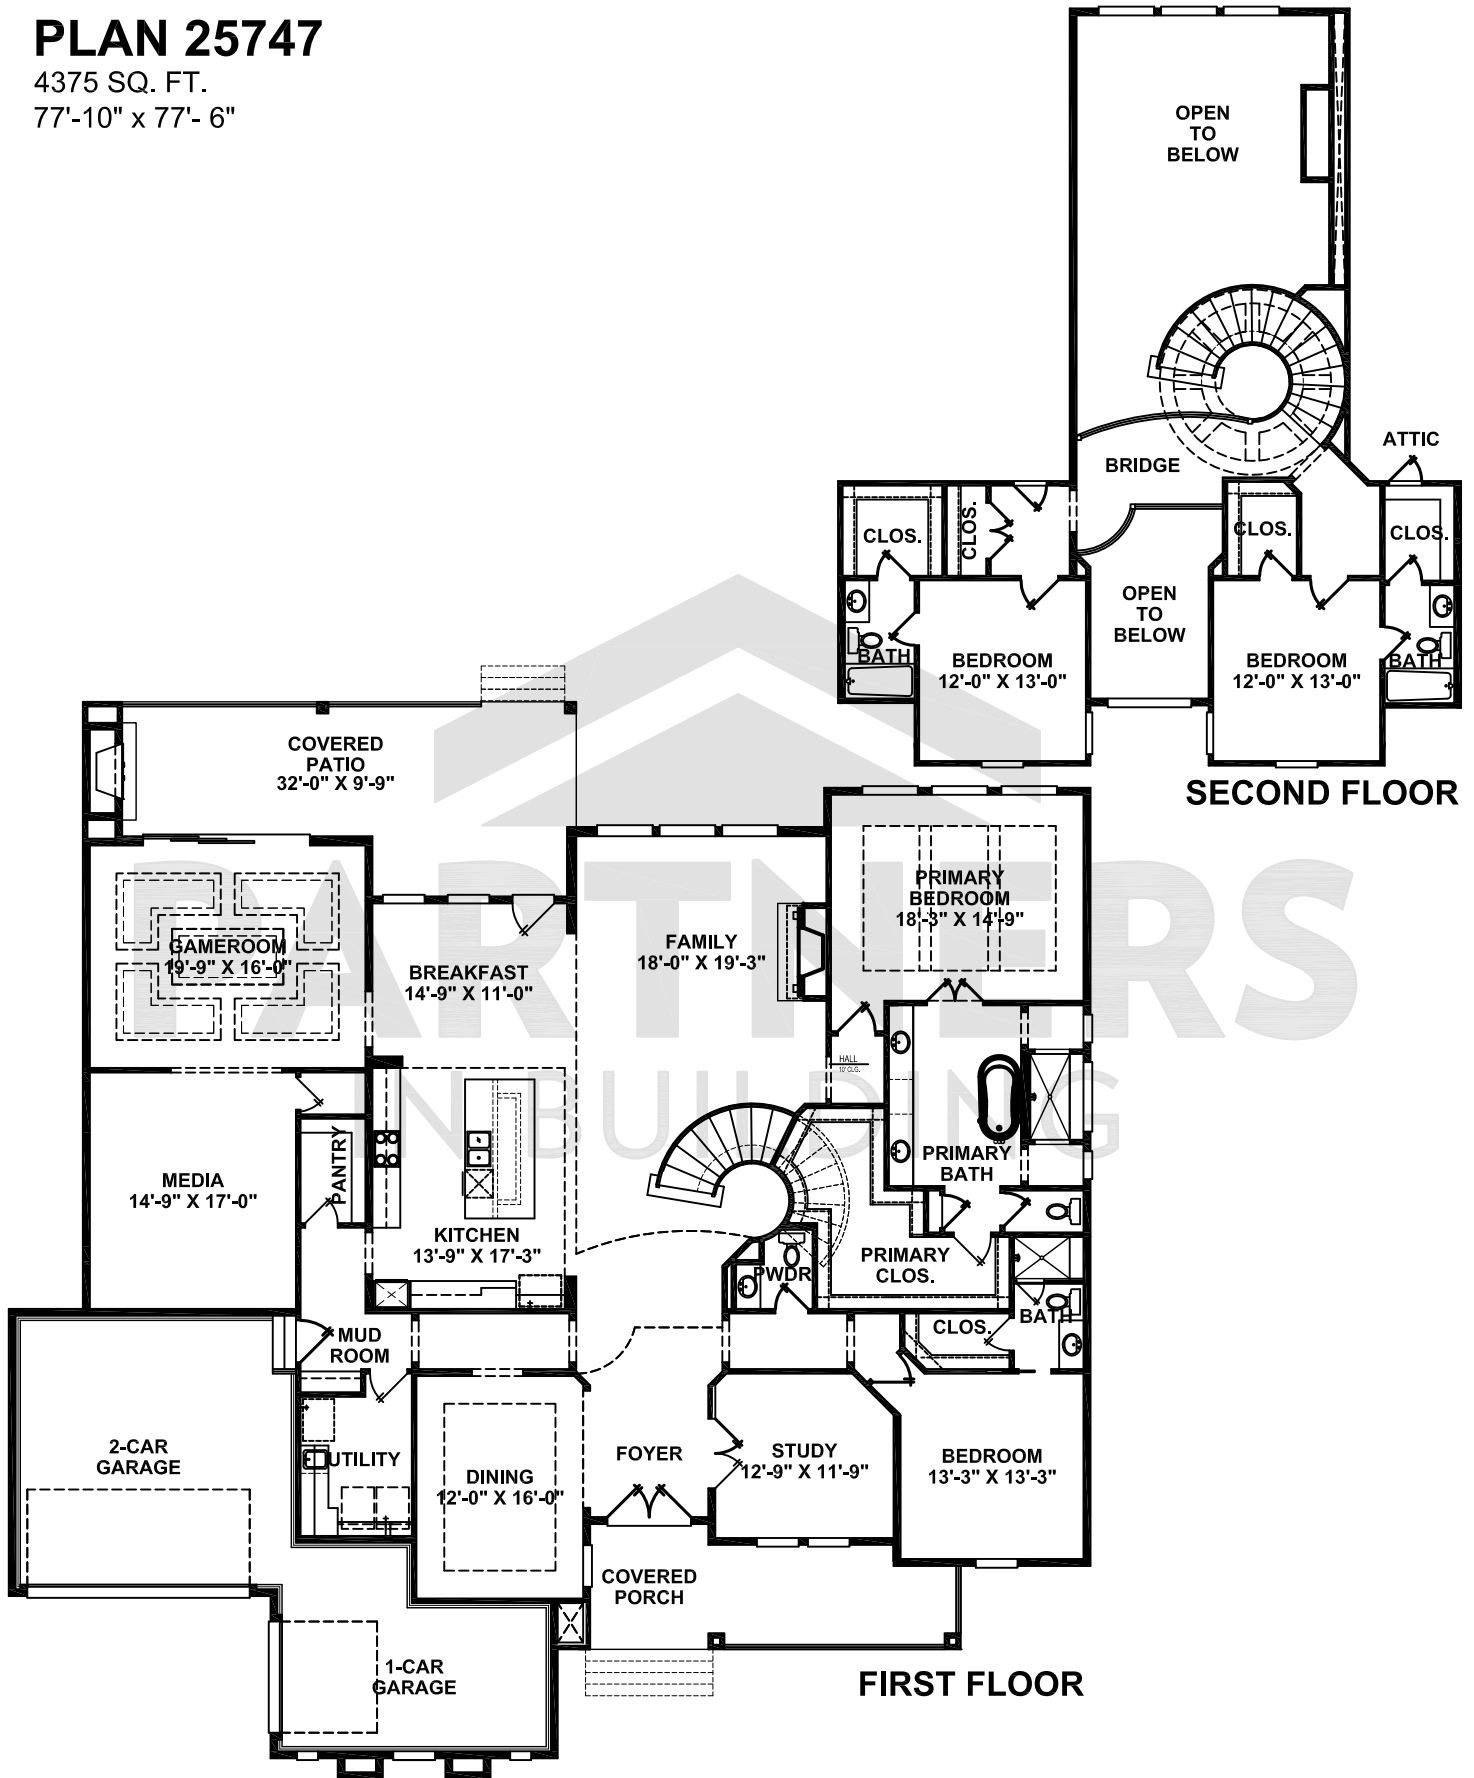 PLAN 25747
4375 SQ. FT.
77'-10" x 77'- 6"
OPEN
TO
BELOW
ATTIC
BRIDGE
CLOS.
CLOS.
CLOS.
CLOS.
OPEN
TO
BELOW
BATH
BEDROOM
12'-0" X 13'-0"
BEDROOM
12'-0" X 13'-0"
BATH
SECOND FLOOR
COVERED
PATIO
32'-0" X 9'-9"
PRIMARY
BEDROOM
18'-3" X 14'-9"
GAMEROOM
19'-9" X 16'-0"
BREAKFAST
14'-9" X 11'-0"
FAMILY
18'-0" X 19'-3"
PARTNERS
IN BUILDING
HALL
10' CLG.
MEDIA
14'-9" X 17'-0"
PANTRY
KITCHEN
13'-9" X 17'-3"
PRIMARY
BATH
PRIMARY
CLOS.
PWDR
BATH
CLOS.
MUD
ROOM
2-CAR
GARAGE
UTILITY
DINING
12'-0" X 16'-0"
FOYER
STUDY
12'-9" X 11'-9"
BEDROOM
13'-3" X 13'-3"
COVERED
PORCH
1-CAR
GARAGE
FIRST FLOOR